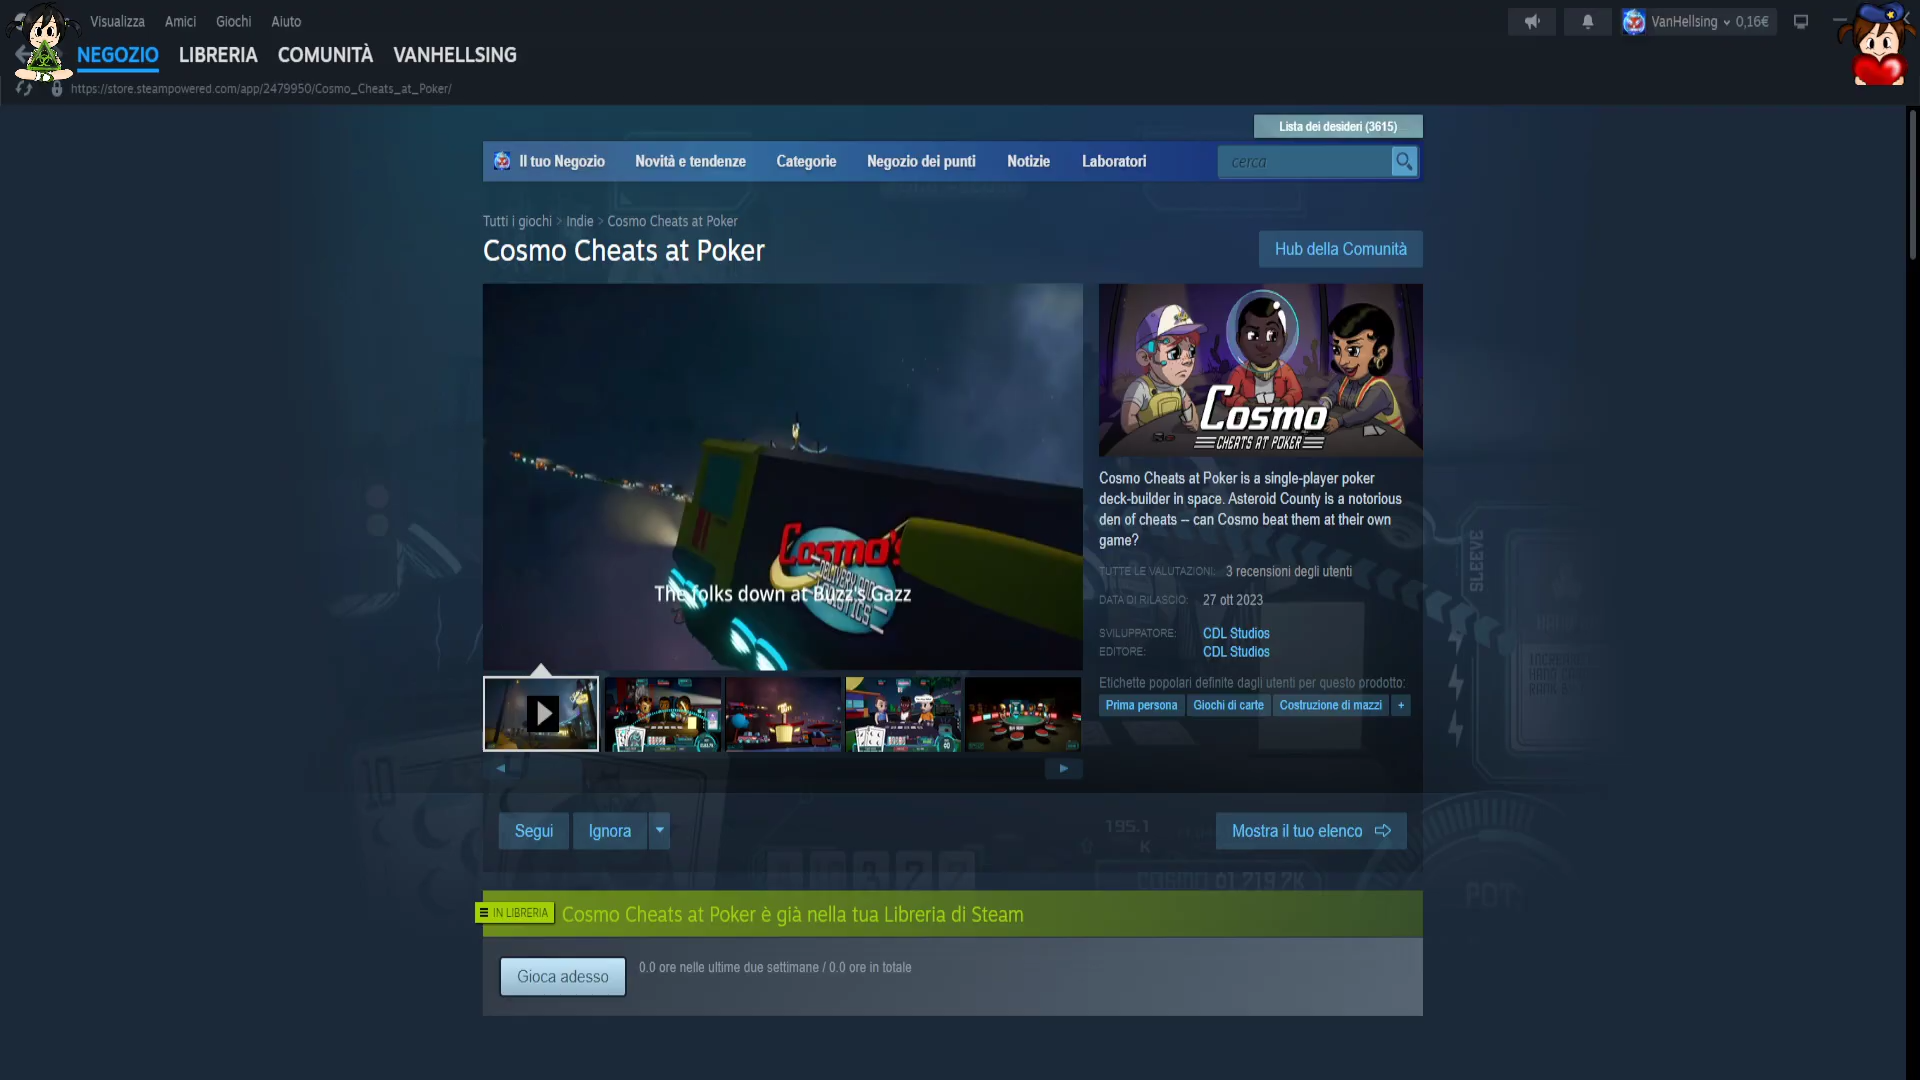 Visualizza Amici Giochi Aiuto
VanHellsing 0,16€
NEGOZIO LIBRERIA COMUNITÀ VANHELLSING
https://store.steampowered.com/app/2479950/Cosmo_Cheats_at_Poker/
Lista dei desideri (3615)
Il tuo Negozio Novità e tendenze Categorie Negozio dei punti Notizie Laboratori cerca
Tutti i giochi > Indie > Cosmo Cheats at Poker
Cosmo Cheats at Poker
Hub della Comunità
Cosmo's
The folks down at Buzz's Gazz
COSMO
CHEATS AT POKER
Cosmo Cheats at Poker is a single-player poker
deck-builder in space. Asteroid County is a notorious
den of cheats – can Cosmo beat them at their own
game?
TUTTE LE VALUTAZIONI: 3 recensioni degli utenti
DATA DI RILASCIO: 27 ott 2023
SVILUPPATORE: CDL Studios
EDITORE: CDL Studios
Etichette popolari definite dagli utenti per questo prodotto:
Prima persona Giochi di carte Costruzione di mazzi +
SLEEVE
Segui Ignora
Mostra il tuo elenco
195.1
K
POT
IN LIBRERIA Cosmo Cheats at Poker è già nella tua Libreria di Steam
Gioca adesso 0.0 ore nelle ultime due settimane / 0.0 ore in totale